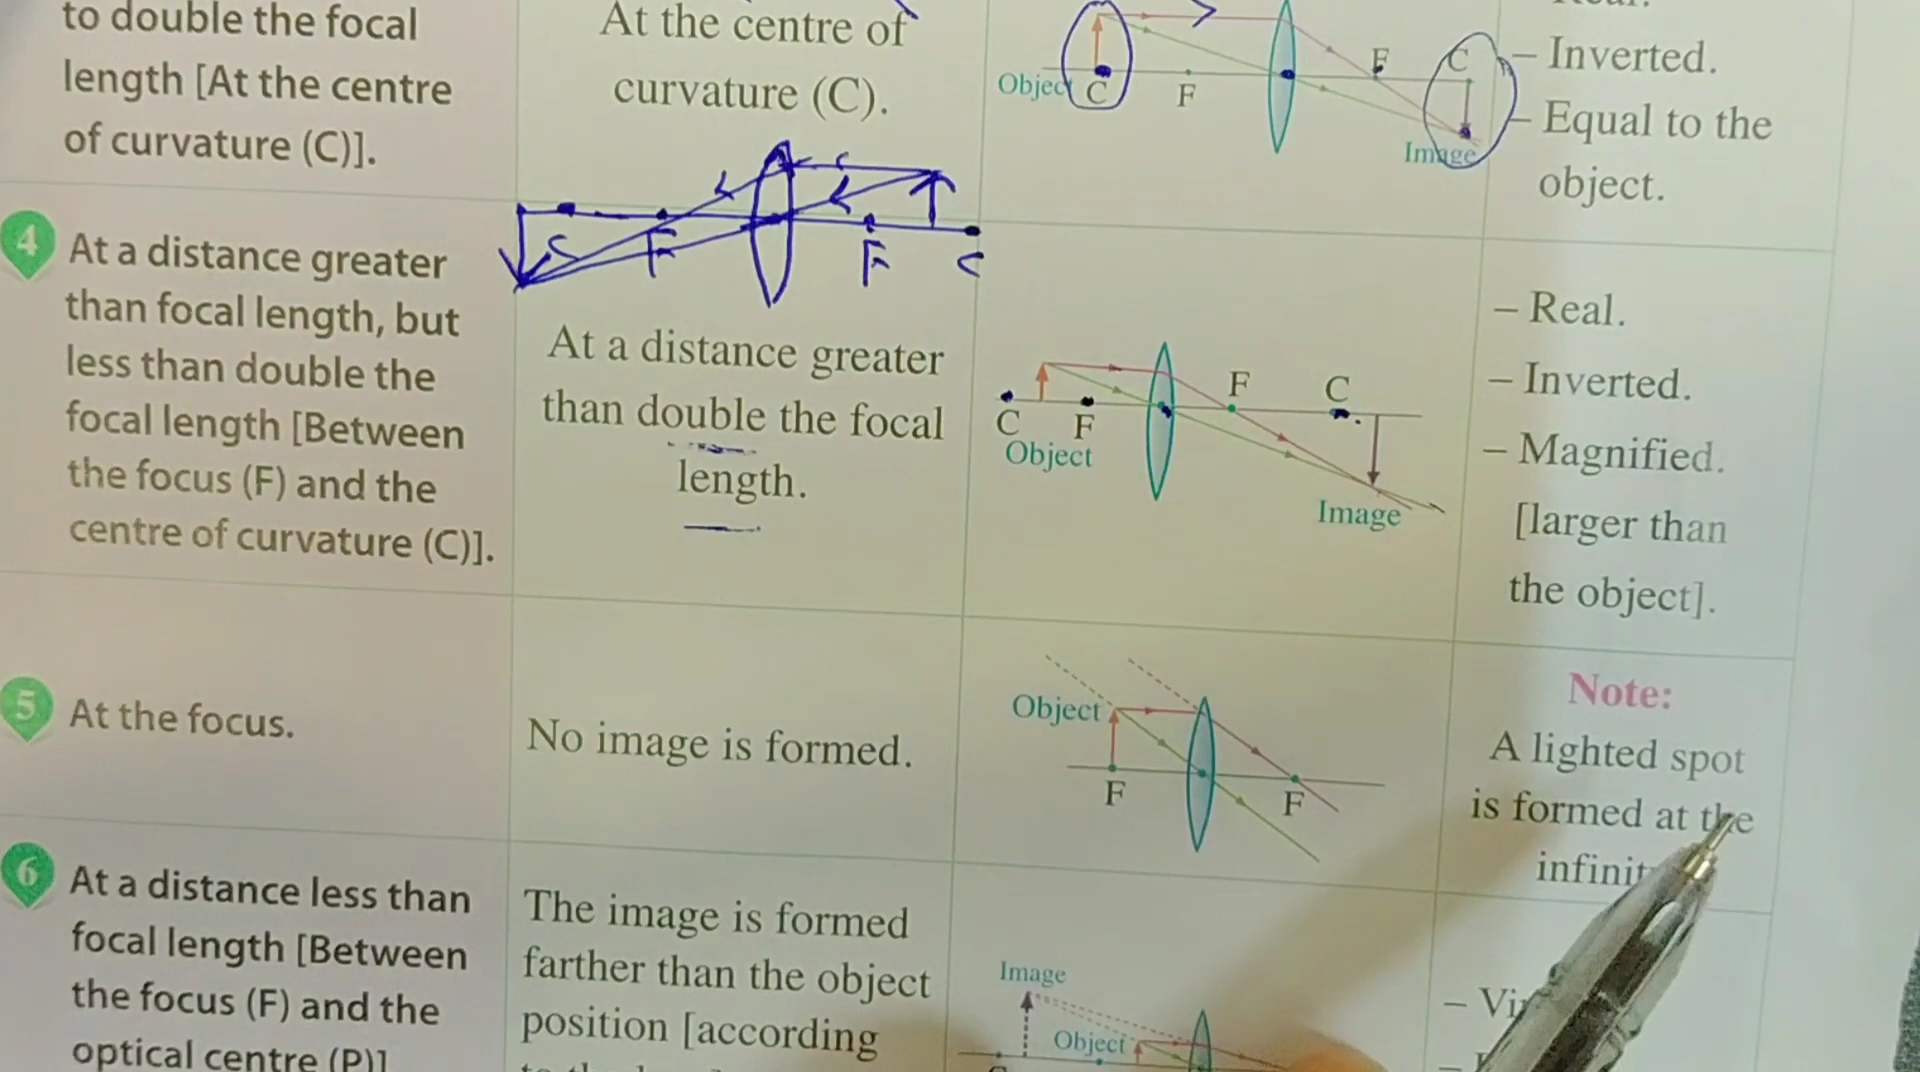 to double the focal
length [At the centre
of curvature (C)].
At the centre of
curvature (C).
Object
C
F
F
C
Image
– Inverted.
– Equal to the
object.
C
F
F
C
4
At a distance greater
than focal length, but
less than double the
focal length [Between
the focus (F) and the
centre of curvature (C)].
At a distance greater
than double the focal
length.
C
F
Object
F
C
Image
– Real.
– Inverted.
– Magnified.
[larger than
the object].
5
At the focus.
No image is formed.
Object
F
F
Note:
A lighted spot
is formed at the
6
At a distance less than
focal length [Between
the focus (F) and the
optical centre (P)]
The image is formed
farther than the object
position [according
Image
Object